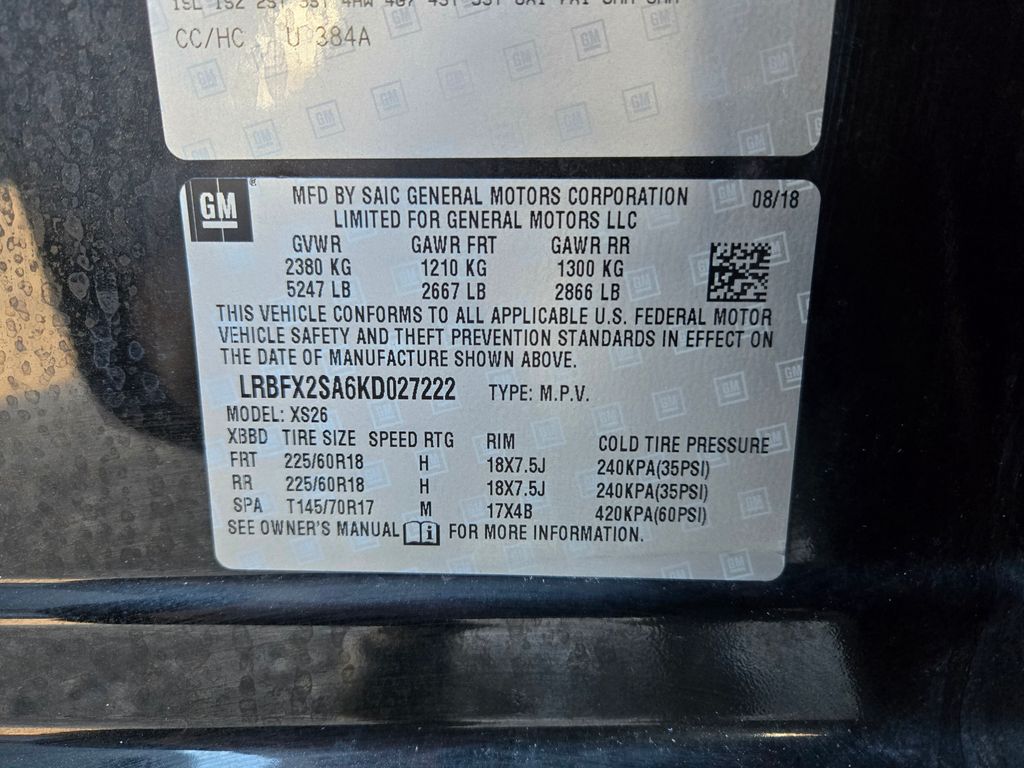 CC/HC U 384A
GM
MFD BY SAIC GENERAL MOTORS CORPORATION 08/18
LIMITED FOR GENERAL MOTORS LLC
GVWR GAWR FRT GAWR RR
2380 KG 1210 KG 1300 KG
5247 LB 2667 LB 2866 LB
THIS VEHICLE CONFORMS TO ALL APPLICABLE U.S. FEDERAL MOTOR
VEHICLE SAFETY AND THEFT PREVENTION STANDARDS IN EFFECT ON
THE DATE OF MANUFACTURE SHOWN ABOVE.
LRBFX2SA6KD027222 TYPE: M.P.V.
MODEL: XS26
XBBD TIRE SIZE SPEED RTG RIM COLD TIRE PRESSURE
FRT 225/60R18 H 18X7.5J 240KPA(35PSI)
RR 225/60R18 H 18X7.5J 240KPA(35PSI)
SPA T145/70R17 M 17X4B 420KPA(60PSI)
SEE OWNER'S MANUAL i FOR MORE INFORMATION.